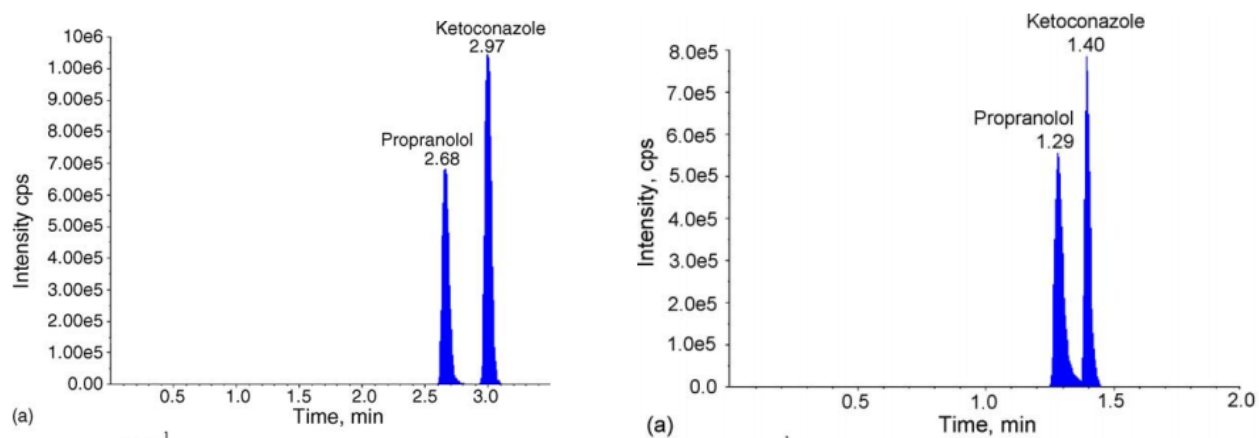 Ketoconazole
2.97
Propranolol
2.68
Intensity cps
10e6
1.00e6
9.00e5
8.00e5
7.00e5
6.00e5
5.00e5
4.00e5
3.00e5
2.00e5
1.00e5
0.00
0.5 1.0 1.5 2.0 2.5 3.0
Time, min
(a)
1
Ketoconazole
1.40
Propranolol
1.29
Intensity, cps
8.0e5
7.0e5
6.0e5
5.0e5
4.0e5
3.0e5
2.0e5
1.0e5
0.0
0.5 1.0 1.5 2.0
Time, min
(a)